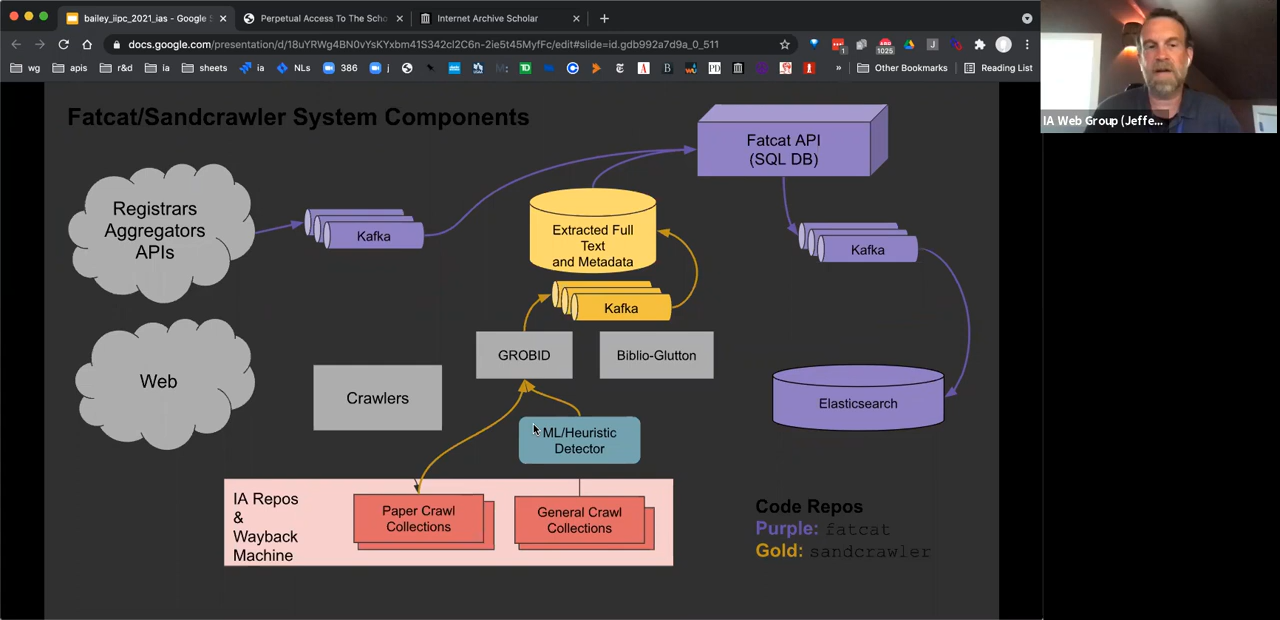 bailey_iipc_2021_ias - Google S
Perpetual Access To The Scho
Internet Archive Scholar
docs.google.com/presentation/d/18uYRWg4BN0vYsKYxbm41S342cI2C6n-2ie5t45MyfFc/edit#slide=id.gdb992a7d9a_0_511
1
1025
J
wg
apis
r&d
ia
sheets
ia
NLs
386
j
Other Bookmarks
Reading List
IA Web Group (Jeffe...
Fatcat/Sandcrawler System Components
Registrars
Aggregators
APIs
Kafka
Fatcat API
(SQL DB)
Extracted Full
Text
and Metadata
Kafka
Kafka
GROBID
Biblio-Glutton
Web
Crawlers
Elasticsearch
ML/Heuristic
Detector
IA Repos
&
Wayback
Machine
Paper Crawl
Collections
General Crawl
Collections
Code Repos
Purple: fatcat
Gold: sandcrawler